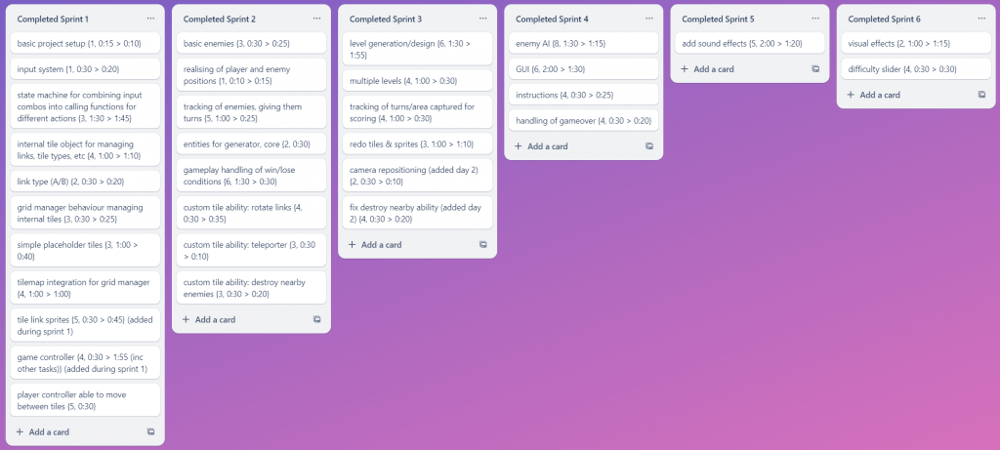 Completed Sprint 1
basic project setup {1, 0:15 > 0:10}
input system {1, 0:30 > 0:20}
state machine for combining input
combos into calling functions for
different actions {3, 1:30 > 1:45}
internal tile object for managing
links, tile types, etc {4, 1:00 > 1:10}
link type (A/B) {2, 0:30 > 0:20}
grid manager behaviour managing
internal tiles {3, 0:30 > 0:25}
simple placeholder tiles {3, 1:00 >
0:40}
tilemap integration for grid manager
{4, 1:00 > 1:00}
tile link sprites {5, 0:30 > 0:45} (added
during sprint 1)
game controller {4, 0:30 > 1:55 (inc
other tasks)} (added during sprint 1)
player controller able to move
between tiles {5, 0:30}
+ Add a card
Completed Sprint 2
basic enemies {3, 0:30 > 0:25}
realising of player and enemy
positions {1, 0:10 > 0:15}
tracking of enemies, giving them
turns {5, 1:00 > 0:25}
entities for generator, core {2, 0:30}
gameplay handling of win/lose
conditions {6, 1:30 > 0:30}
custom tile ability: rotate links {4,
0:30 > 0:35}
custom tile ability: teleporter {3, 0:30
> 0:10}
custom tile ability: destroy nearby
enemies {3, 0:30 > 0:20}
+ Add a card
Completed Sprint 3
level generation/design {6, 1:30 >
1:55}
multiple levels {4, 1:00 > 0:30}
tracking of turns/area captured for
scoring {4, 1:00 > 0:30}
redo tiles & sprites {3, 1:00 > 1:10}
camera repositioning (added day 2)
{2, 0:30 > 0:10}
fix destroy nearby ability (added day
2) {4, 0:30 > 0:20}
+ Add a card
Completed Sprint 4
enemy AI {8, 1:30 > 1:15}
GUI {6, 2:00 > 1:30}
instructions {4, 0:30 > 0:25}
handling of gameover {4, 0:30 > 0:20}
+ Add a card
Completed Sprint 5
add sound effects {5, 2:00 > 1:20}
+ Add a card
Completed Sprint 6
visual effects {2, 1:00 > 1:15}
difficulty slider {4, 0:30 > 0:30}
+ Add a card